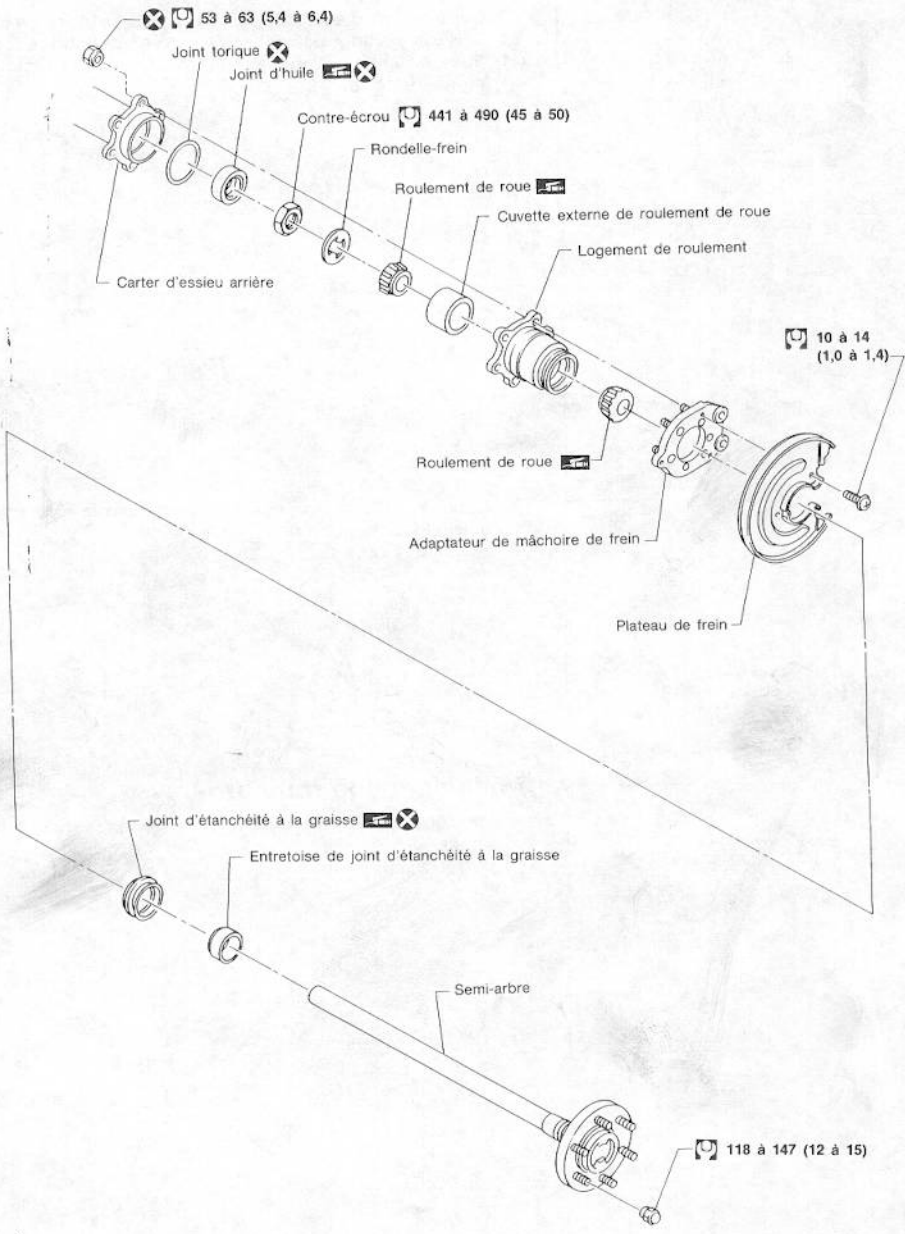 53 à 63 (5,4 à 6,4)
Joint torique
Joint d'huile
Contre-écrou 441 à 490 (45 à 50)
Rondelle-frein
Roulement de roue
Cuvette externe de roulement de roue
Logement de roulement
Carter d'essieu arrière
10 à 14
(1,0 à 1,4)
Roulement de roue
Adaptateur de mâchoire de frein
Plateau de frein
Joint d'étanchéité à la graisse
Entretoise de joint d'étanchéité à la graisse
Semi-arbre
118 à 147 (12 à 15)